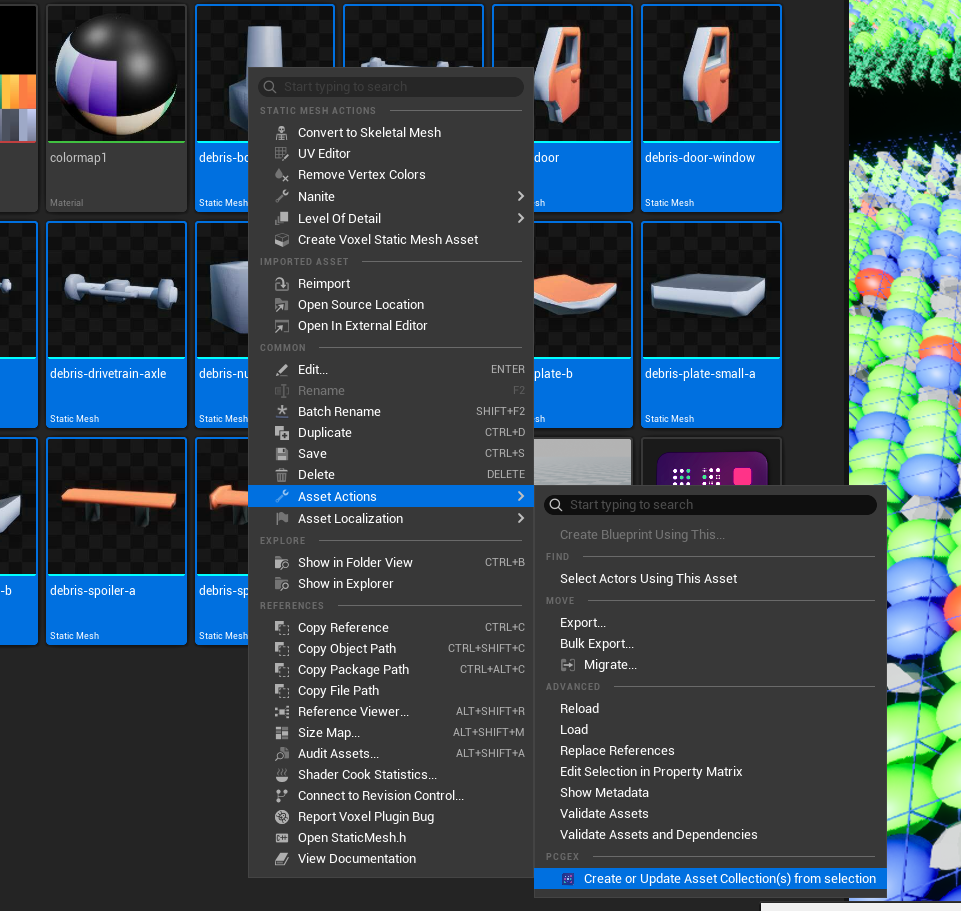 Start typing to search
STATIC MESH ACTIONS
Convert to Skeletal Mesh
UV Editor
Remove Vertex Colors
Nanite
Level Of Detail
Create Voxel Static Mesh Asset
IMPORTED ASSET
Reimport
Open Source Location
Open In External Editor
COMMON
Edit... ENTER
Rename F2
Batch Rename SHIFT+F2
Duplicate CTRL+D
Save CTRL+S
Delete DELETE
Asset Actions
Asset Localization
EXPLORE
Show in Folder View CTRL+B
Show in Explorer
REFERENCES
Copy Reference CTRL+C
Copy Object Path CTRL+SHIFT+C
Copy Package Path CTRL+ALT+C
Copy File Path
Reference Viewer... ALT+SHIFT+R
Size Map... ALT+SHIFT+M
Audit Assets... ALT+SHIFT+A
Shader Cook Statistics...
Connect to Revision Control...
Report Voxel Plugin Bug
Open StaticMesh.h
View Documentation
Start typing to search
Create Blueprint Using This...
FIND
Select Actors Using This Asset
MOVE
Export...
Bulk Export...
Migrate...
ADVANCED
Reload
Load
Replace References
Edit Selection in Property Matrix
Show Metadata
Validate Assets
Validate Assets and Dependencies
PCGEX
Create or Update Asset Collection(s) from selection
colormap1
Material
debris-bo
Static Mesh
door
sh
debris-door-window
Static Mesh
debris-drivetrain-axle
Static Mesh
debris-nu
Static Mesh
plate-b
sh
debris-plate-small-a
Static Mesh
-b
debris-spoiler-a
Static Mesh
debris-sp
Static Mesh